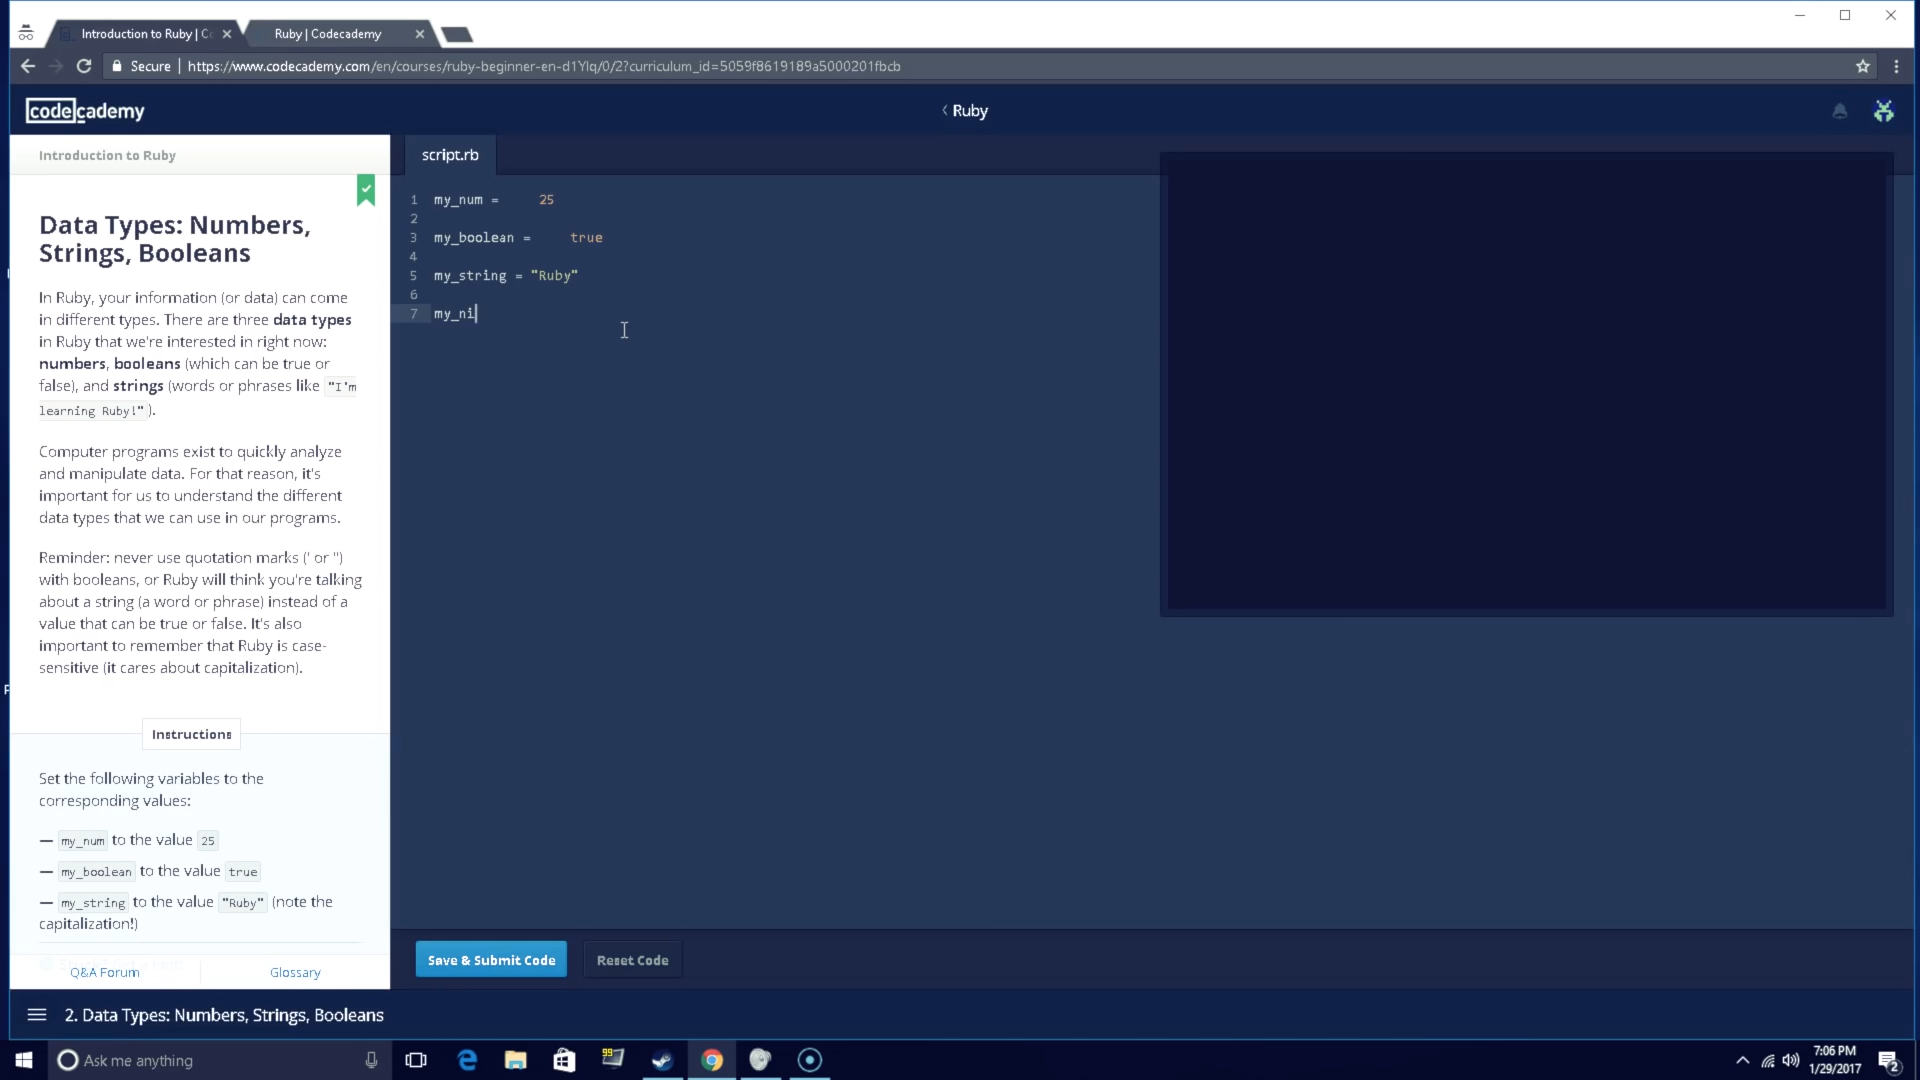 Introduction to Ruby | C
Ruby | Codecademy
Secure | https://www.codecademy.com/en/courses/ruby-beginner-en-d1Ylq/0/2?curriculum_id=5059f8619189a5000201fbcb
codecademy
Ruby
Introduction to Ruby
script.rb
Data Types: Numbers,
Strings, Booleans
In Ruby, your information (or data) can come
in different types. There are three data types
in Ruby that we're interested in right now:
numbers, booleans (which can be true or
false), and strings (words or phrases like "I'm
learning Ruby!").
Computer programs exist to quickly analyze
and manipulate data. For that reason, it's
important for us to understand the different
data types that we can use in our programs.
Reminder: never use quotation marks (' or ")
with booleans, or Ruby will think you're talking
about a string (a word or phrase) instead of a
value that can be true or false. It's also
important to remember that Ruby is case-
sensitive (it cares about capitalization).
Instructions
Set the following variables to the
corresponding values:
— my_num to the value 25
— my_boolean to the value true
— my_string to the value "Ruby" (note the
capitalization!)
Q&A Forum
Glossary
1 my_num = 25
2
3 my_boolean = true
4
5 my_string = "Ruby"
6
7 my_ni
Save & Submit Code
Reset Code
2. Data Types: Numbers, Strings, Booleans
Ask me anything
99
7:06 PM
1/29/2017
2